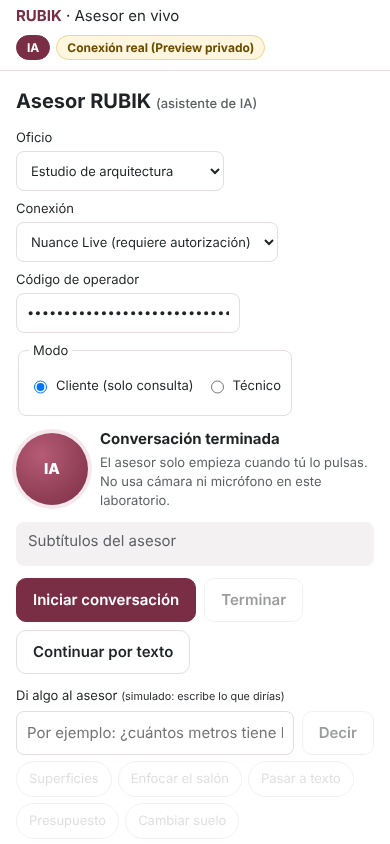 RUBIK · Asesor en vivo
IA Conexión real (Preview privado)
Asesor RUBIK (asistente de IA)
Oficio
Estudio de arquitectura
Conexión
Nuance Live (requiere autorización)
Código de operador
Modo
Cliente (solo consulta) Técnico
IA
Conversación terminada
El asesor solo empieza cuando tú lo pulsas.
No usa cámara ni micrófono en este
laboratorio.
Subtítulos del asesor
Iniciar conversación Terminar
Continuar por texto
Di algo al asesor (simulado: escribe lo que dirías)
Por ejemplo: ¿cuántos metros tiene l
Decir
Superficies Enfocar el salón Pasar a texto
Presupuesto Cambiar suelo